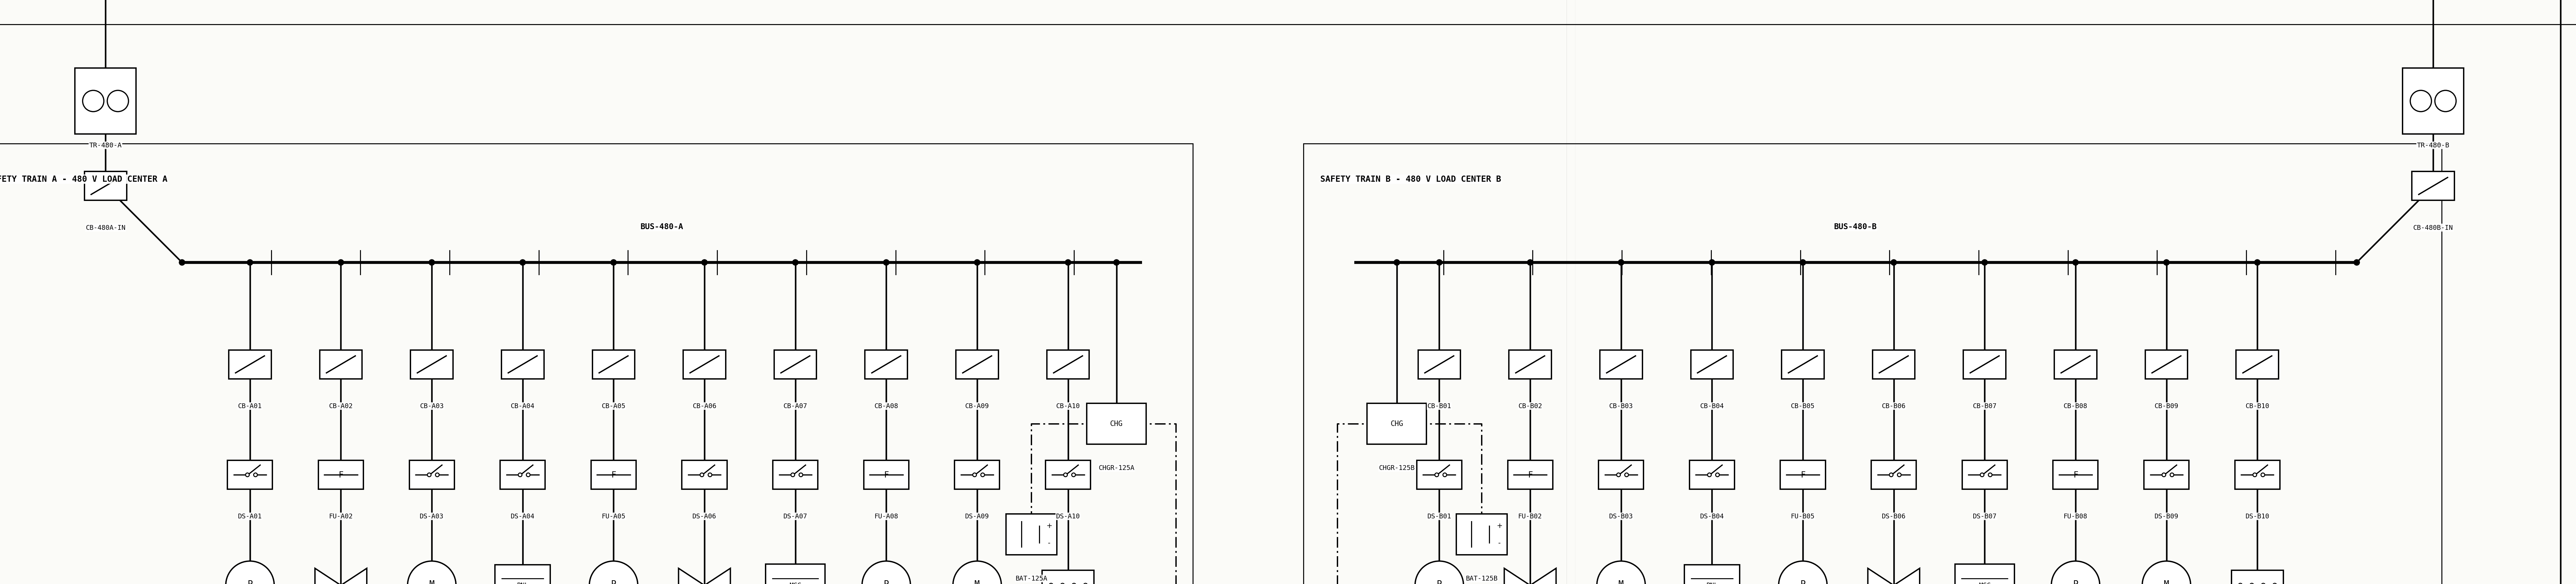 TR-480-A
TR-480-B
FETY TRAIN A - 480 V LOAD CENTER A
SAFETY TRAIN B - 480 V LOAD CENTER B
CB-480A-IN
BUS-480-A
BUS-480-B
CB-480B-IN
CB-A01 CB-A02 CB-A03 CB-A04 CB-A05 CB-A06 CB-A07 CB-A08 CB-A09 CB-A10
CB-B01 CB-B02 CB-B03 CB-B04 CB-B05 CB-B06 CB-B07 CB-B08 CB-B09 CB-B10
CHG
CHG
CHGR-125A
CHGR-125B
F F F
F F F
DS-A01 FU-A02 DS-A03 DS-A04 FU-A05 DS-A06 DS-A07 FU-A08 DS-A09 DS-A10
DS-B01 FU-B02 DS-B03 DS-B04 FU-B05 DS-B06 DS-B07 FU-B08 DS-B09 DS-B10
+
-
+
-
BAT-125A
BAT-125B
M M
M M